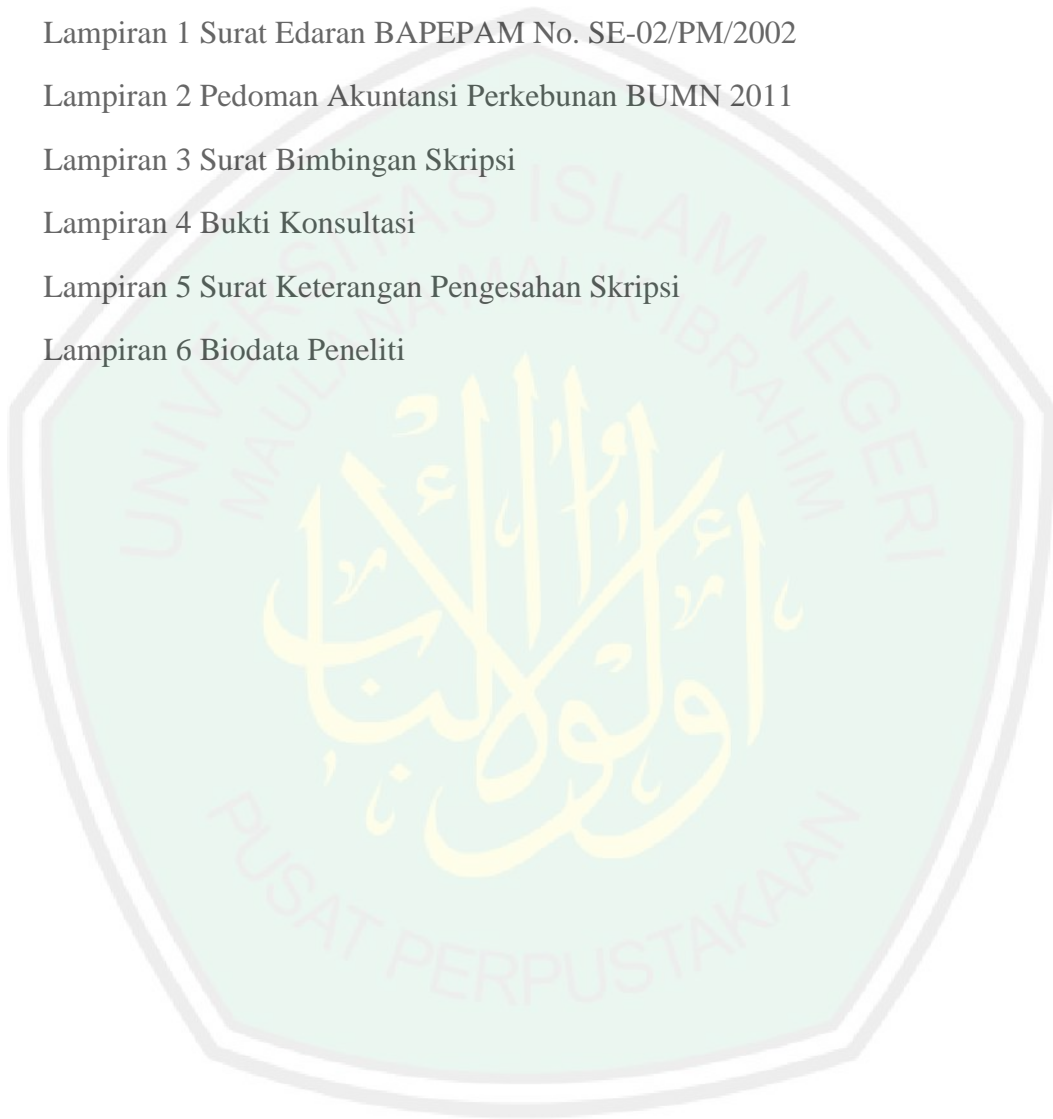 Lampiran 1 Surat Edaran BAPEPAM No. SE-02/PM/2002
Lampiran 2 Pedoman Akuntansi Perkebunan BUMN 2011
Lampiran 3 Surat Bimbingan Skripsi
Lampiran 4 Bukti Konsultasi
Lampiran 5 Surat Keterangan Pengesahan Skripsi
Lampiran 6 Biodata Peneliti
UNIVERSITAS ISLAM NEGERI
MAULANA MALIK IBRAHIM
أولوا الألباب
PUSAT PERPUSTAKAAN